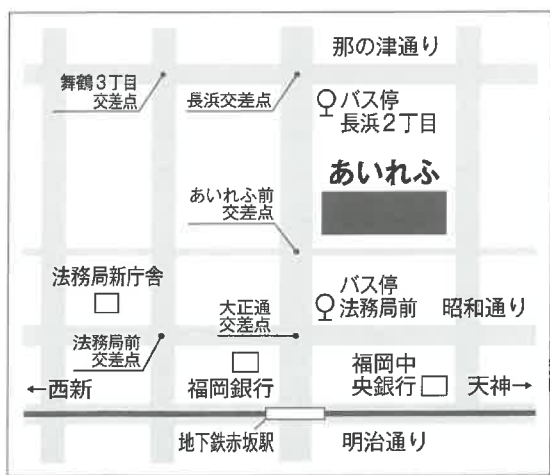 那の津通り
舞鶴3丁目
交差点
長浜交差点
バス停
長浜2丁目
あいれふ
あいれふ前
交差点
法務局新庁舎
大正通
交差点
バス停
法務局前
昭和通り
法務局前
交差点
←西新
福岡銀行
福岡中
央銀行
天神→
地下鉄赤坂駅
明治通り